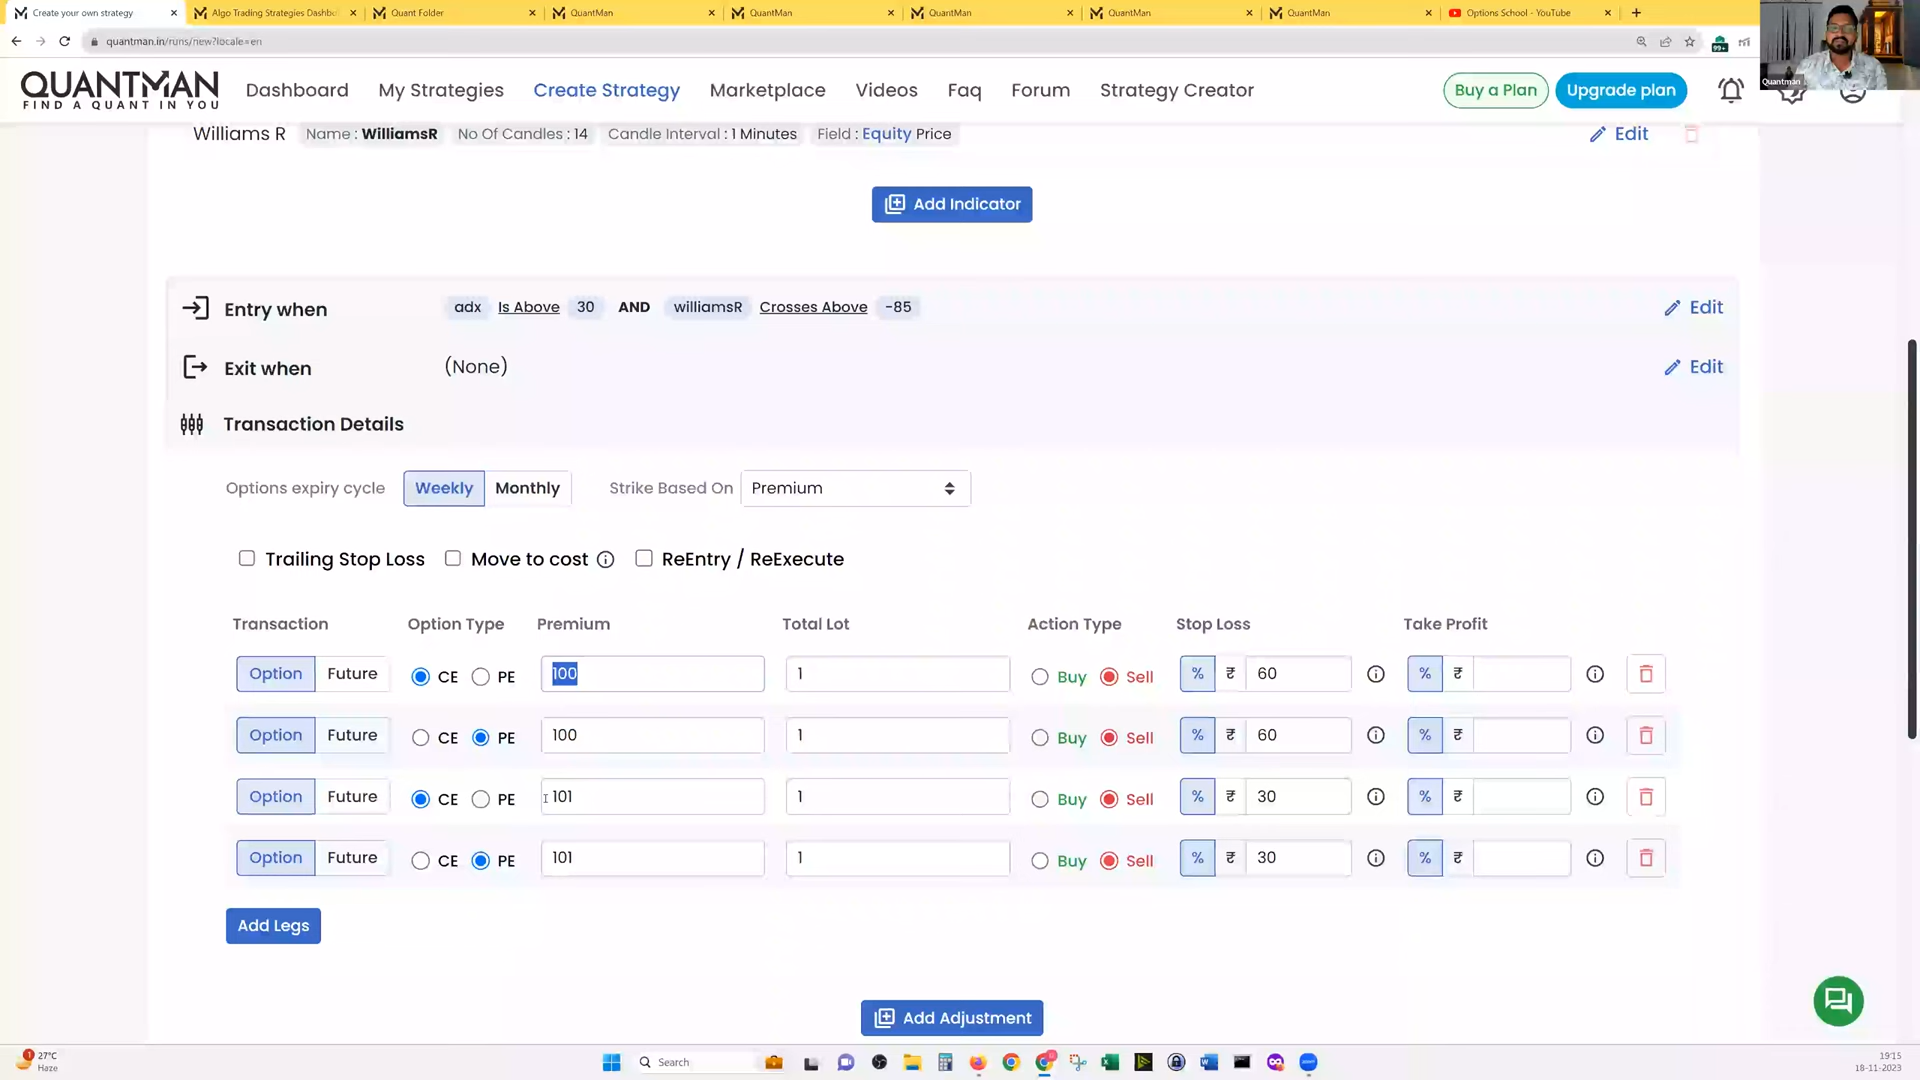 Create your own strategy
Algo Trading Strategies Dashbo
Quant Folder
QuantMan
QuantMan
QuantMan
QuantMan
QuantMan
Options School - YouTube
quantman.in/runs/new?locale=en
99+
Quantman
QUANTMAN
FIND A QUANT IN YOU
Dashboard My Strategies Create Strategy Marketplace Videos Faq Forum Strategy Creator Buy a Plan Upgrade plan
Williams R Name : WilliamsR No Of Candles : 14 Candle Interval : 1 Minutes Field : Equity Price Edit
Add Indicator
Entry when adx Is Above 30 AND williamsR Crosses Above -85 Edit
Exit when (None) Edit
Transaction Details
Options expiry cycle Weekly Monthly Strike Based On Premium
Trailing Stop Loss Move to cost ReEntry / ReExecute
Transaction Option Type Premium Total Lot Action Type Stop Loss Take Profit
Option Future CE PE 100 1 Buy Sell % ₹ 60 % ₹
Option Future CE PE 100 1 Buy Sell % ₹ 60 % ₹
Option Future CE PE 101 1 Buy Sell % ₹ 30 % ₹
Option Future CE PE 101 1 Buy Sell % ₹ 30 % ₹
Add Legs
Add Adjustment
1
27°C
Haze
Search
19:15
18-11-2023